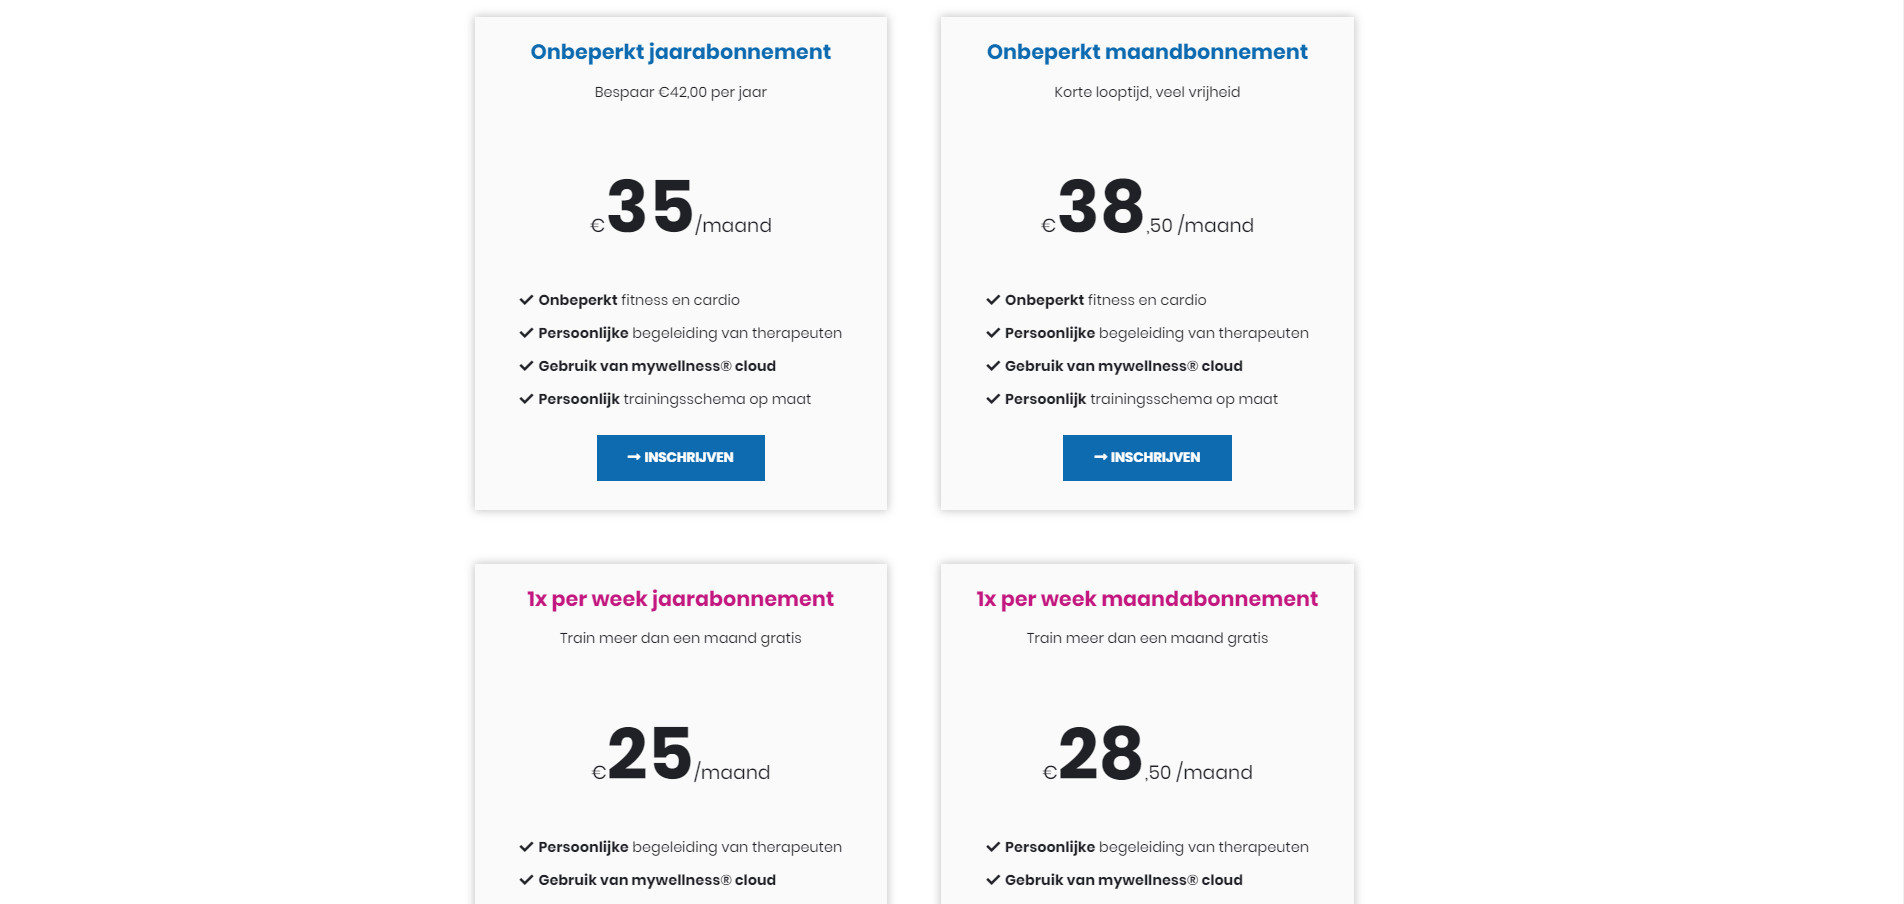 Onbeperkt jaarabonnement
Bespaar €42,00 per jaar
€35/maand
Onbeperkt fitness en cardio
Persoonlijke begeleiding van therapeuten
Gebruik van mywellness® cloud
Persoonlijk trainingsschema op maat
→ INSCHRIJVEN
Onbeperkt maandbonnement
Korte looptijd, veel vrijheid
€38,50 /maand
Onbeperkt fitness en cardio
Persoonlijke begeleiding van therapeuten
Gebruik van mywellness® cloud
Persoonlijk trainingsschema op maat
→ INSCHRIJVEN
1x per week jaarabonnement
Train meer dan een maand gratis
€25/maand
Persoonlijke begeleiding van therapeuten
Gebruik van mywellness® cloud
1x per week maandabonnement
Train meer dan een maand gratis
€28,50 /maand
Persoonlijke begeleiding van therapeuten
Gebruik van mywellness® cloud